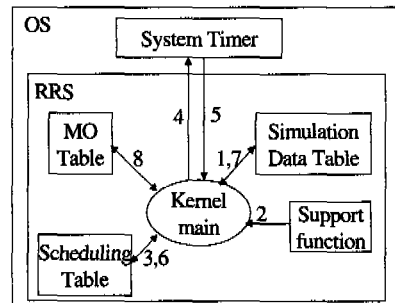 OS
System Timer
RRS
4
5
MO
Table
Simulation
Data Table
8
1,7
Kernel
main
2
Support
function
Scheduling
Table
3,6